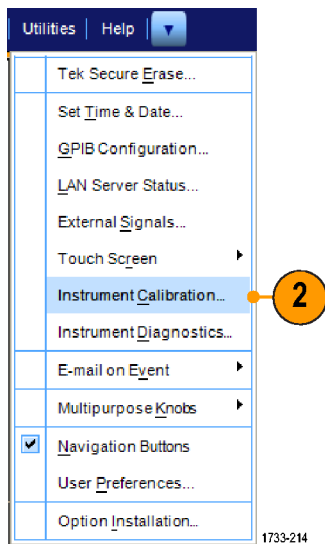 Utilities | Help |
Tek Secure Erase...
Set Time & Date...
GPIB Configuration...
LAN Server Status...
External Signals...
Touch Screen
Instrument Calibration...
2
Instrument Diagnostics...
E-mail on Event
Multipurpose Knobs
Navigation Buttons
User Preferences...
Option Installation...
1733-214